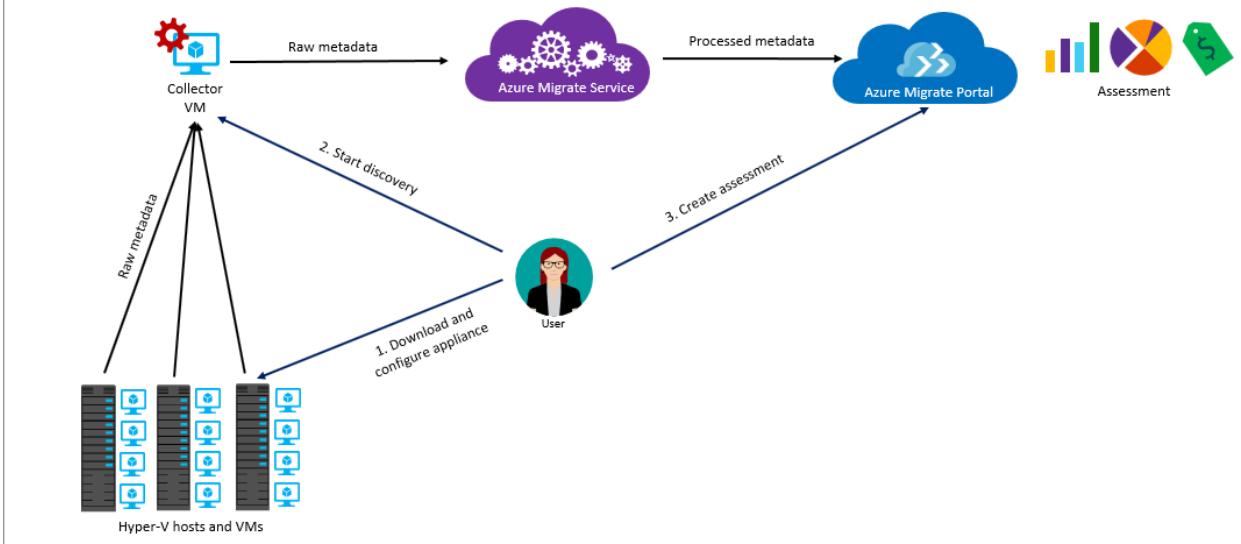 Raw metadata
Azure Migrate Service
Processed metadata
Azure Migrate Portal
Assessment
Collector
VM
2. Start discovery
3. Create assessment
Raw metadata
User
1. Download and
configure appliance
Hyper-V hosts and VMs
$